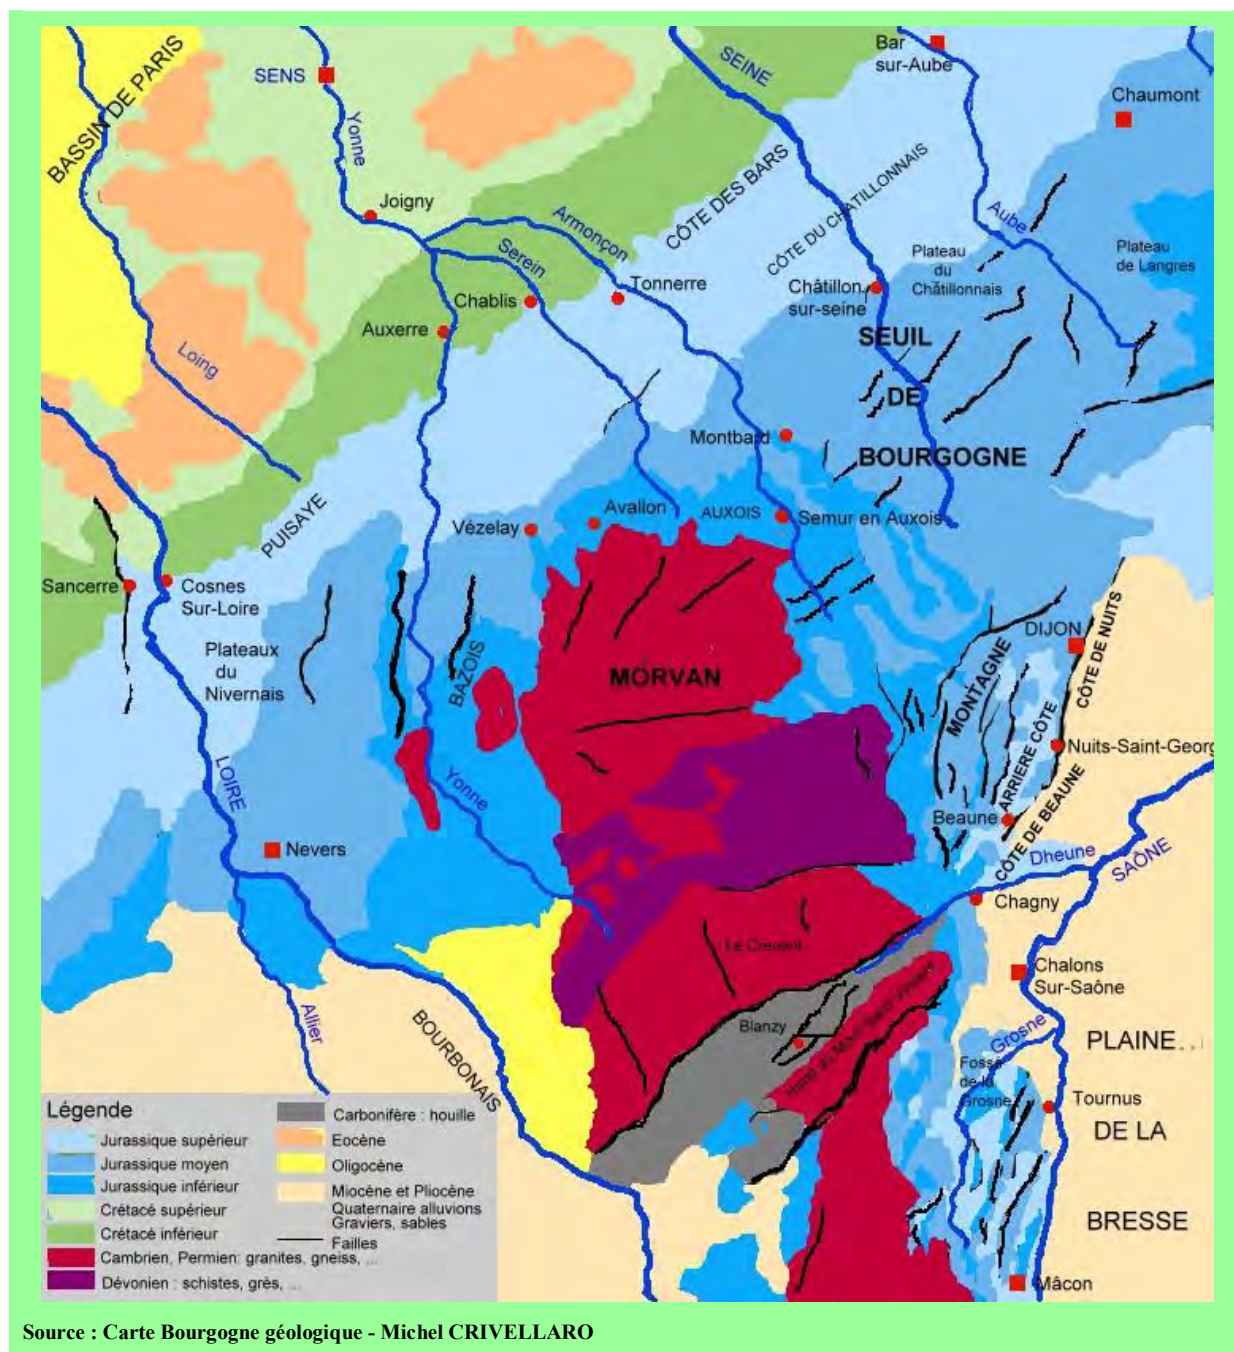 BASSIN DE PARIS
SENS
Yonne
SEINE
Bar
sur-Aube
Chaumont
Joigny
Armonçon
Serein
CÔTE DES BARS
CÔTE DU CHATILLONNAIS
Aube
Plateau
du
Châtillonnais
Plateau
de Langres
Chablis
Tonnerre
Châtillon
sur-seine
Auxerre
Loing
SEUIL
DE
BOURGOGNE
Montbard
PUISAYE
Vézelay
Avallon
AUXOIS
Semur en Auxois
Sancerre
Cosnes
Sur-Loire
Plateaux
du
Nivernais
BAZOIS
MORVAN
DIJON
CÔTE DE NUITS
MONTAGNE
ARRIERE CÔTE
Nuits-Saint-Georg
LOIRE
Yonne
Beaune
CÔTE DE BEAUNE
Nevers
Dheune
SAÔNE
Chagny
Le Creusot
Chalons
Sur-Saône
Allier
BOURBONAIS
Blanzy
Grosne
PLAINE
Fossé
de la
Grosne
Tournus
DE LA
BRESSE
Mâcon
Légende
Jurassique supérieur
Jurassique moyen
Jurassique inférieur
Crétacé supérieur
Crétacé inférieur
Cambrien, Permien: granites, gneiss, ...
Dévonien : schistes, grès, ...
Carbonifère : houille
Eocène
Oligocène
Miocène et Pliocène
Quaternaire alluvions
Graviers, sables
Failles
Source : Carte Bourgogne géologique - Michel CRIVELLARO